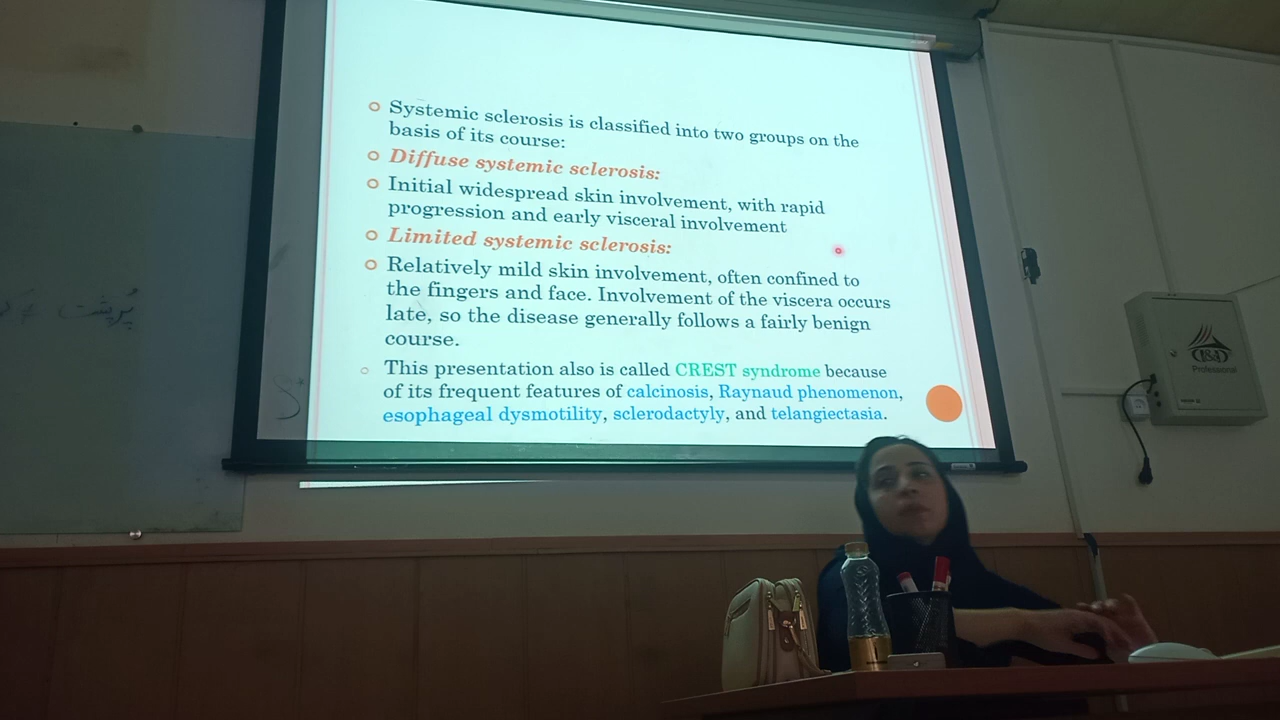 Systemic sclerosis is classified into two groups on the
basis of its course:
Diffuse systemic sclerosis:
Initial widespread skin involvement, with rapid
progression and early visceral involvement
Limited systemic sclerosis:
Relatively mild skin involvement, often confined to
the fingers and face. Involvement of the viscera occurs
late, so the disease generally follows a fairly benign
course.
This presentation also is called CREST syndrome because
of its frequent features of calcinosis, Raynaud phenomenon,
esophageal dysmotility, sclerodactyly, and telangiectasia.
Professional